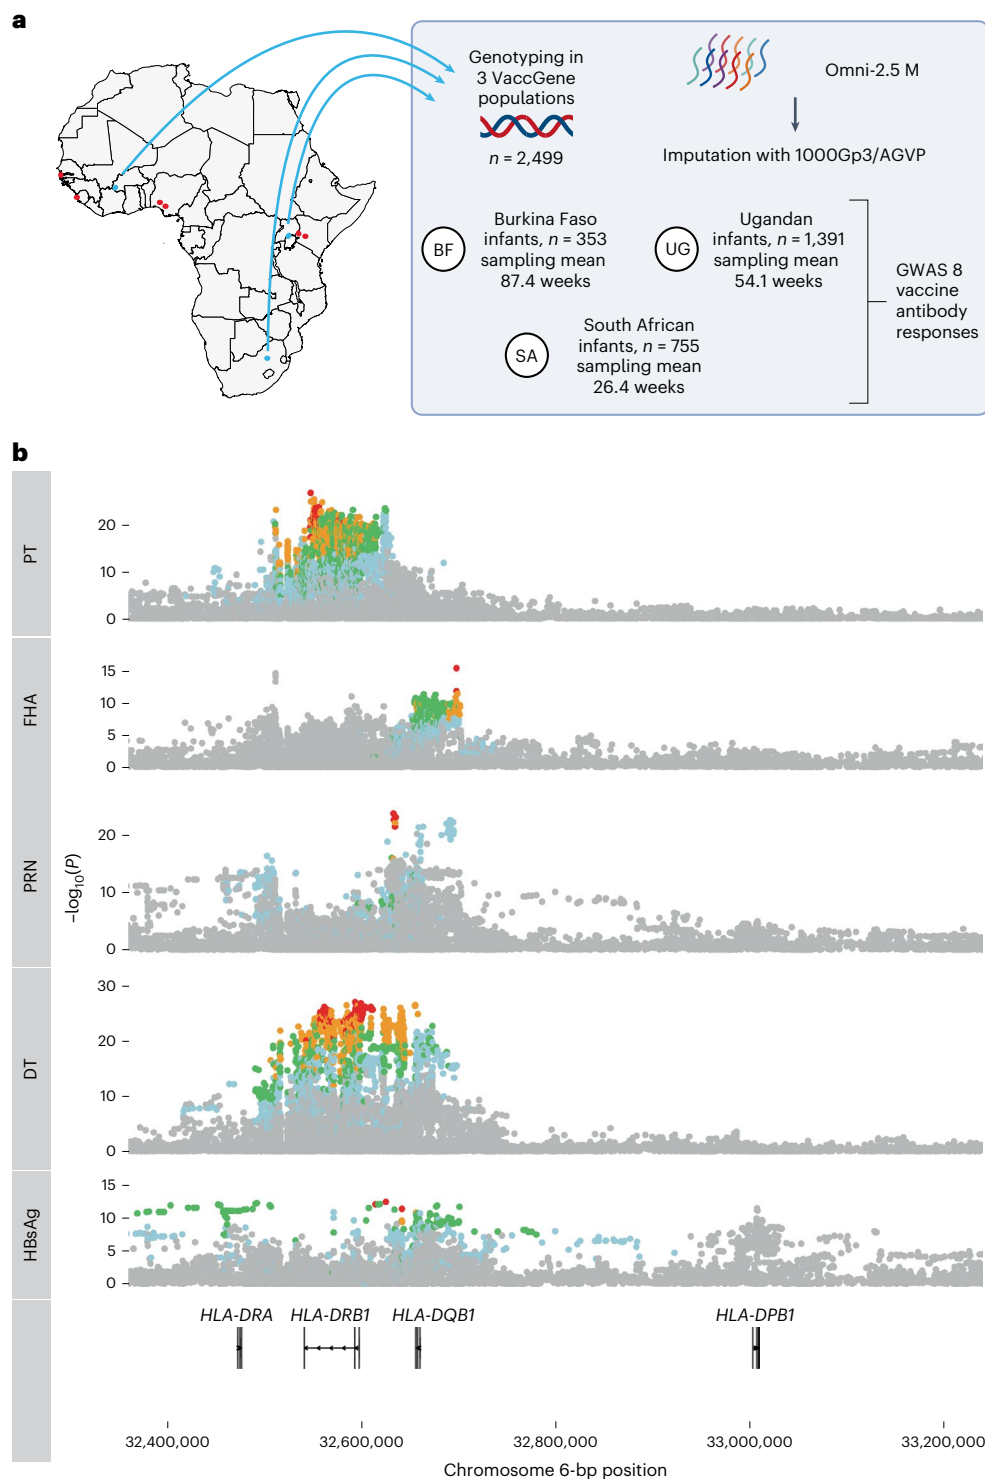 a
Genotyping in
3 VaccGene
populations
n = 2,499
Omni-2.5 M
Imputation with 1000Gp3/AGVP
BF
Burkina Faso
infants, n = 353
sampling mean
87.4 weeks
UG
Ugandan
infants, n = 1,391
sampling mean
54.1 weeks
SA
South African
infants, n = 755
sampling mean
26.4 weeks
GWAS 8
vaccine
antibody
responses
b
PT
20
10
0
FHA
15
10
5
0
PRN
20
10
0
−log10(P)
DT
30
20
10
0
HBsAg
15
10
5
0
HLA-DRA HLA-DRB1 HLA-DQB1 HLA-DPB1
32,400,000 32,600,000 32,800,000 33,000,000 33,200,000
Chromosome 6-bp position